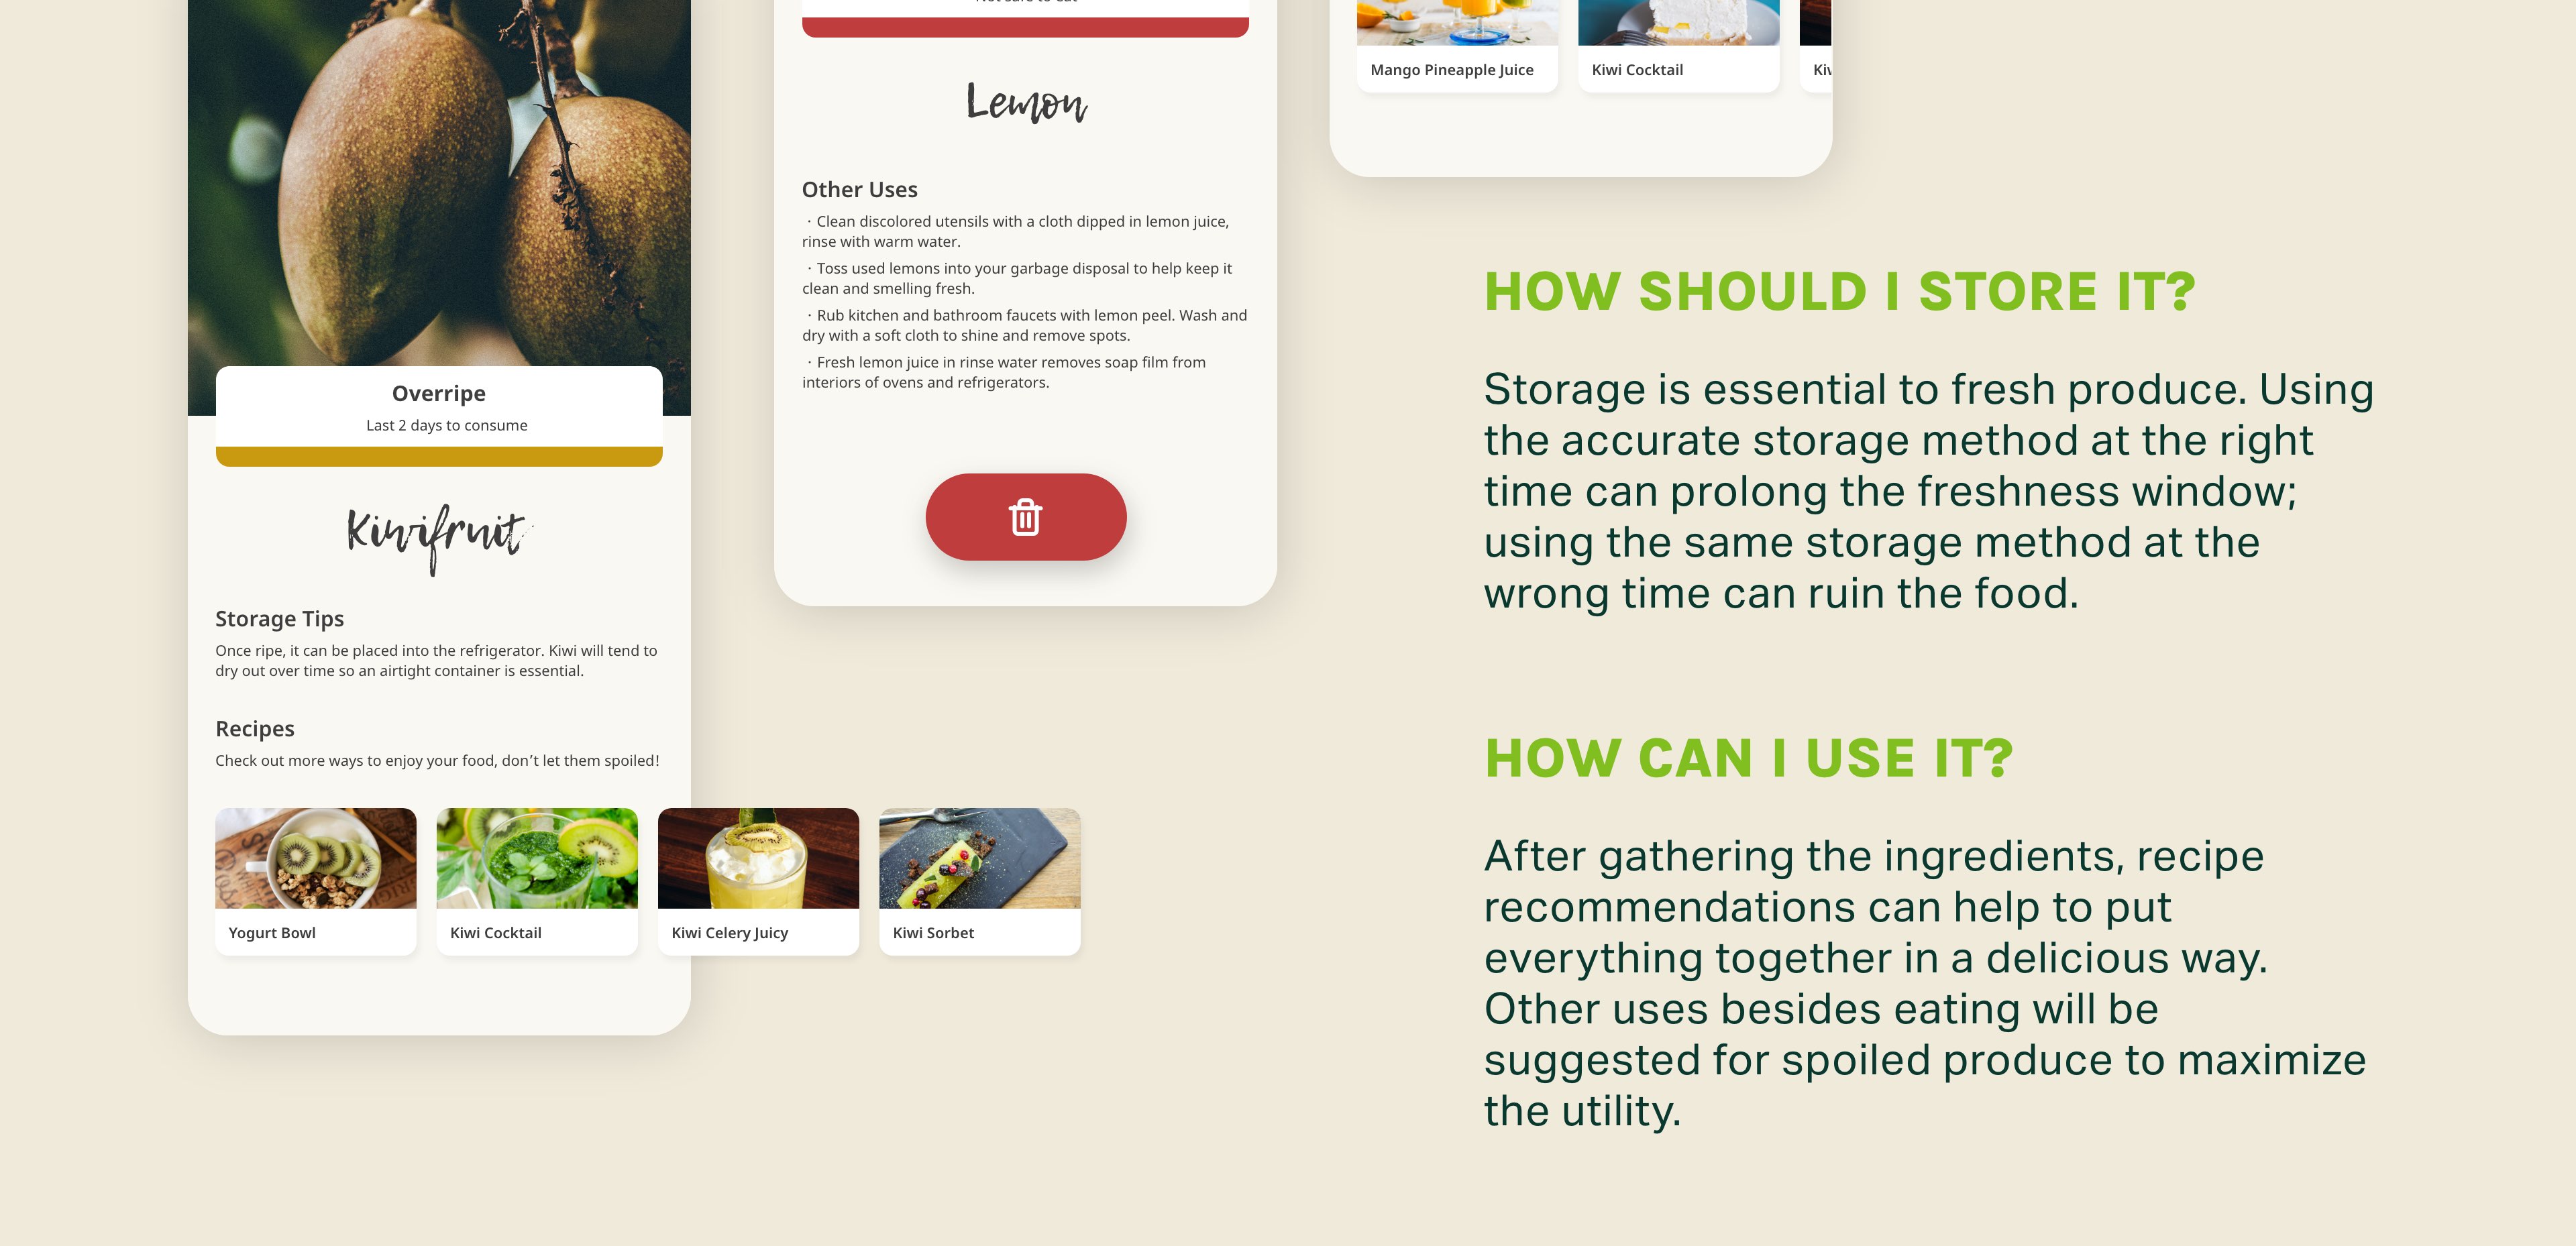 Overripe
Last 2 days to consume
Kiwifruit
Storage Tips
Once ripe, it can be placed into the refrigerator. Kiwi will tend to
dry out over time so an airtight container is essential.
Recipes
Check out more ways to enjoy your food, don’t let them spoiled!
Yogurt Bowl
Kiwi Cocktail
Kiwi Celery Juicy
Kiwi Sorbet
Lemon
Other Uses
· Clean discolored utensils with a cloth dipped in lemon juice,
rinse with warm water.
· Toss used lemons into your garbage disposal to help keep it
clean and smelling fresh.
· Rub kitchen and bathroom faucets with lemon peel. Wash and
dry with a soft cloth to shine and remove spots.
· Fresh lemon juice in rinse water removes soap film from
interiors of ovens and refrigerators.
Mango Pineapple Juice
Kiwi Cocktail
HOW SHOULD I STORE IT?
Storage is essential to fresh produce. Using
the accurate storage method at the right
time can prolong the freshness window;
using the same storage method at the
wrong time can ruin the food.
HOW CAN I USE IT?
After gathering the ingredients, recipe
recommendations can help to put
everything together in a delicious way.
Other uses besides eating will be
suggested for spoiled produce to maximize
the utility.